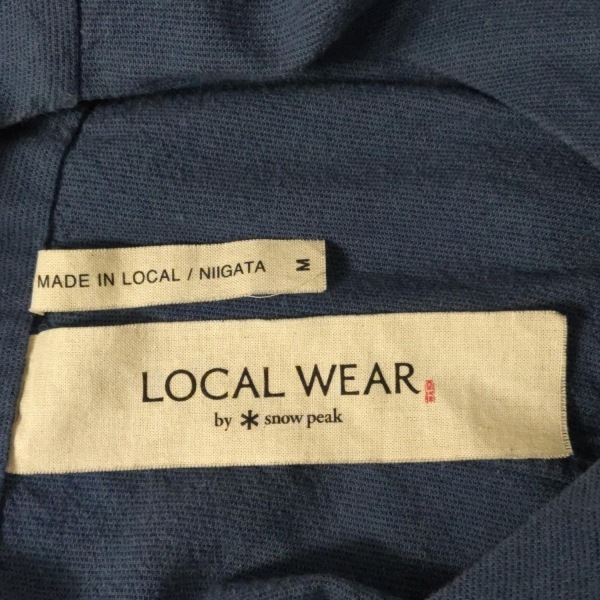 MADE IN LOCAL / NIIGATA M
LOCAL WEAR
by snow peak